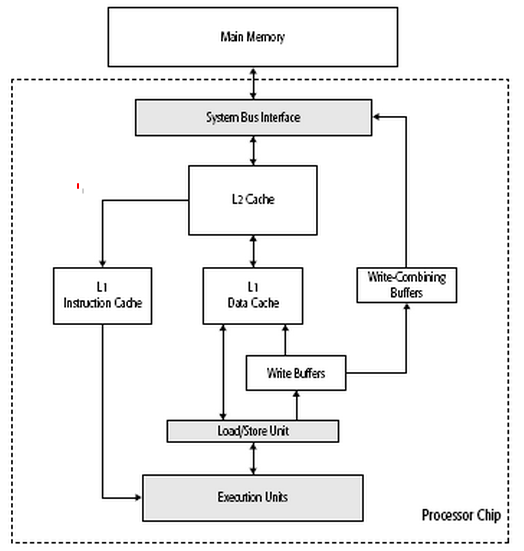 Main Memory
System Bus Interface
L2 Cache
L1
Instruction Cache
L1
Data Cache
Write-Combining
Buffers
Write Buffers
Load/Store Unit
Execution Units
Processor Chip